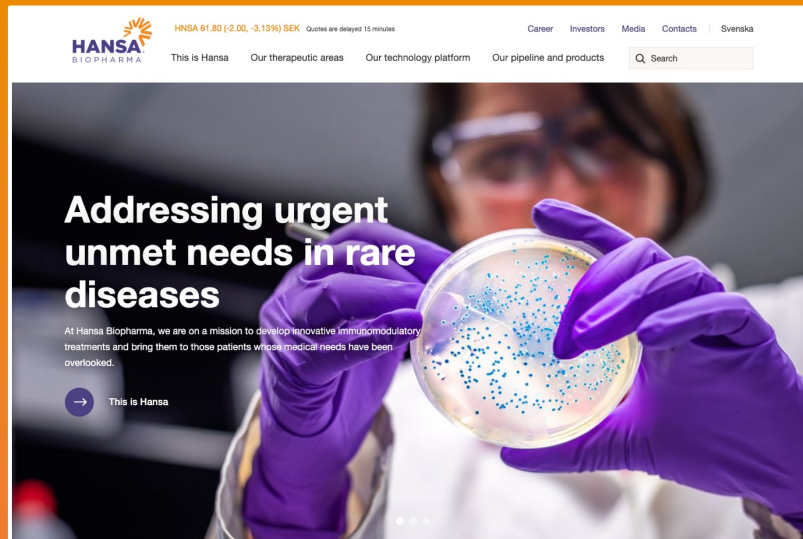 HNSA 61.80 (-2.00, -3.13%) SEK Quotes are delayed 15 minutes
Career Investors Media Contacts Svenska
HANSA
BIOPHARMA
This is Hansa Our therapeutic areas Our technology platform Our pipeline and products Search
Addressing urgent
unmet needs in rare
diseases
At Hansa Biopharma, we are on a mission to develop innovative immunomodulatory
treatments and bring them to those patients whose medical needs have been
overlooked.
This is Hansa